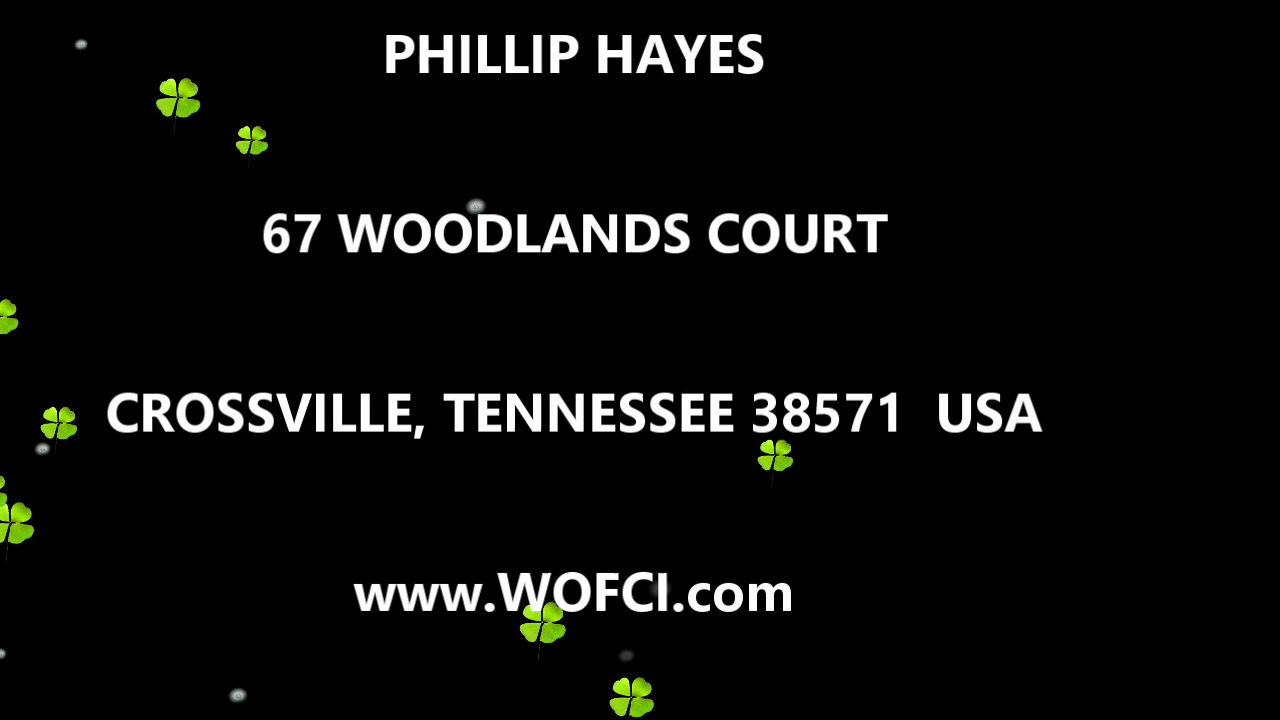 PHILLIP HAYES
67 WOODLANDS COURT
CROSSVILLE, TENNESSEE 38571  USA
www.WOFCI.com